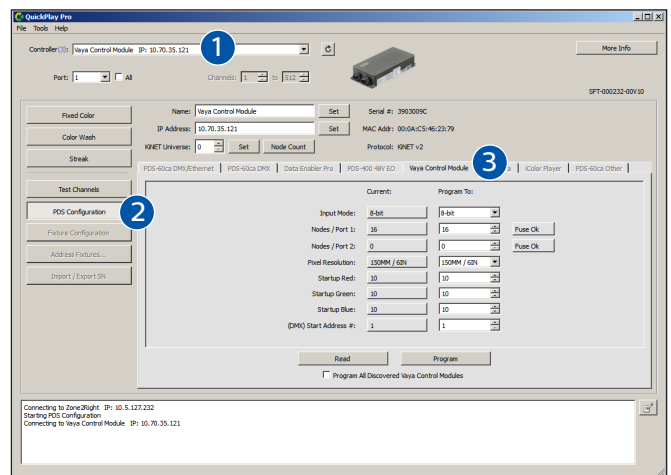 QuickPlay Pro
File Tools Help
Controller(3): Vaya Control Module IP: 10.70.35.121
1
More Info
Port: 1 All Channels: 1 to 512
SFT-000232-00V10
Fixed Color
Color Wash
Streak
Test Channels
PDS Configuration
2
Fixture Configuration
Address Fixtures...
Import / Export SN
Name: Vaya Control Module Set Serial #: 3903009C
IP Address: 10.70.35.121 Set MAC Addr: 00:0A:C5:46:23:79
KiNET Universe: 0 Set Node Count Protocol: KiNET v2
PDS-60ca DMX/Ethernet PDS-60ca DMX Data Enabler Pro PDS-400 48V EO Vaya Control Module 3 iColor Player PDS-60ca Other
Current: Program To:
Input Mode: 8-bit 8-bit
Nodes / Port 1: 16 16 Fuse Ok
Nodes / Port 2: 0 0 Fuse Ok
Pixel Resolution: 150MM / 6IN 150MM / 6IN
Startup Red: 10 10
Startup Green: 10 10
Startup Blue: 10 10
(DMX) Start Address #: 1 1
Read Program
Program All Discovered Vaya Control Modules
Connecting to Zone2Right IP: 10.5.127.232
Starting PDS Configuration
Connecting to Vaya Control Module IP: 10.70.35.121